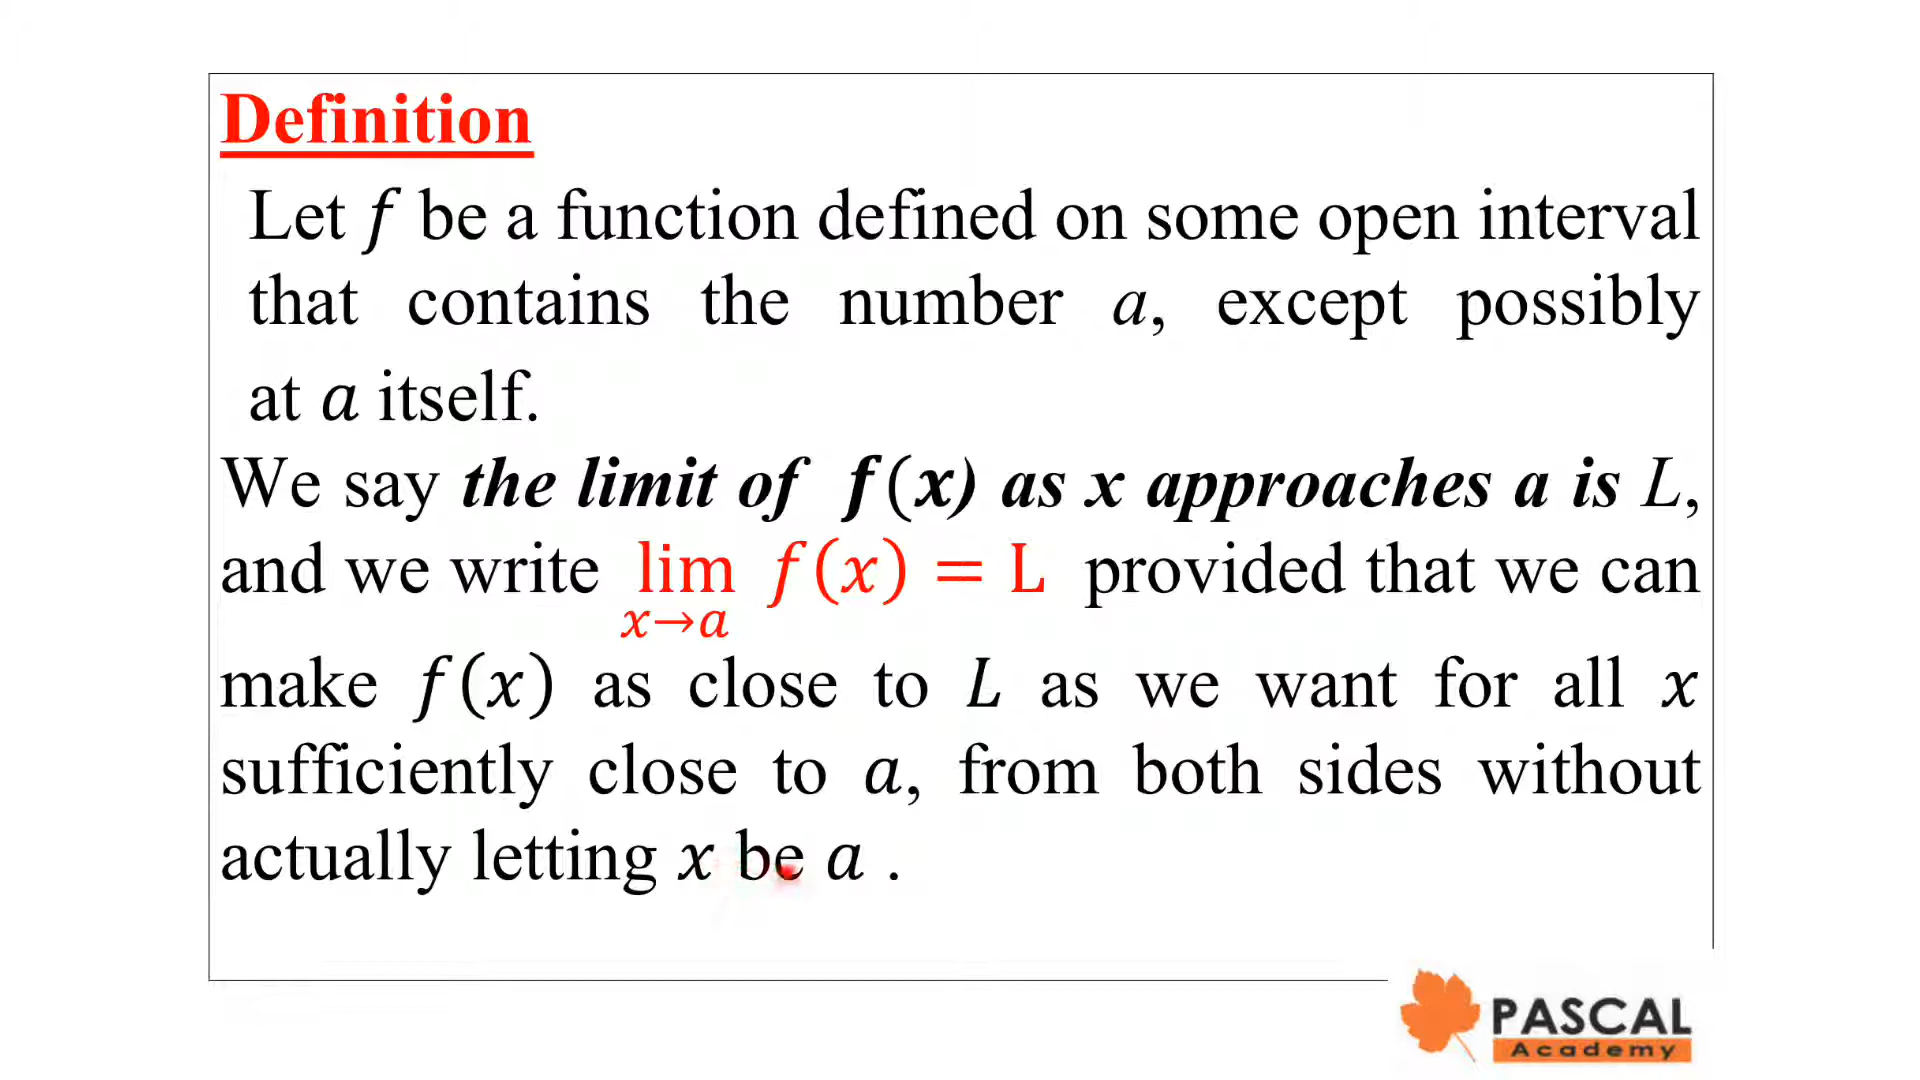 Definition
Let f be a function defined on some open interval
that contains the number a, except possibly
at a itself.
We say the limit of f(x) as x approaches a is L,
and we write lim f(x) = L provided that we can
x→a
make f(x) as close to L as we want for all x
sufficiently close to a, from both sides without
actually letting x be a .
PASCAL
Academy